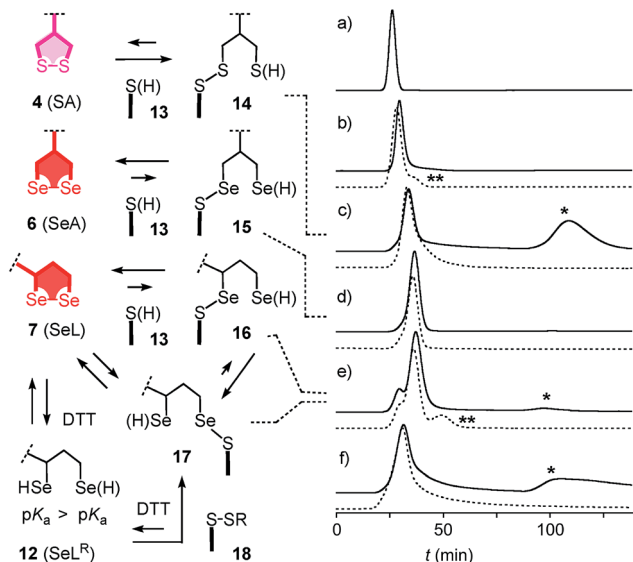 S–S
4 (SA)
S(H)
13
S
S
S(H)
14
Se Se
6 (SeA)
S(H)
13
S
Se
Se(H)
15
Se Se
7 (SeL)
S(H)
13
S
Se
Se(H)
16
(H)Se
Se
S
17
DTT
HSe Se(H)
pKa > pKa
12 (SeL^R)
DTT
S–SR
18
a)
b)
**
c)
*
d)
e)
*
**
f)
*
0 50 100
t (min)